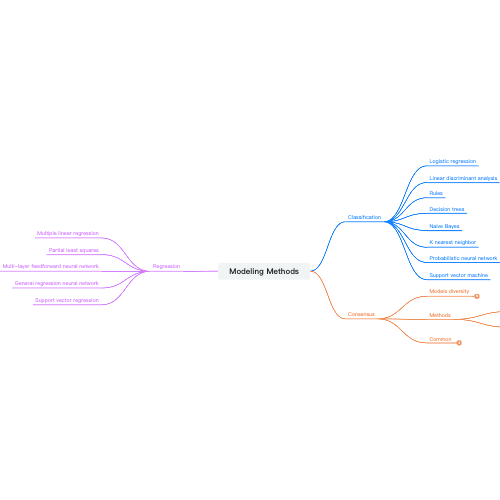 Modeling Methods
Classification
Logistic regression
Linear discriminant analysis
Rules
Decision trees
Naive Bayes
K nearest neighbor
Probabilistic neural network
Support vector machine
Consensus
Models diversity
Methods
Common
Regression
Multiple linear regression
Partial least squares
Multi-layer feedforward neural network
General regression neural network
Support vector regression